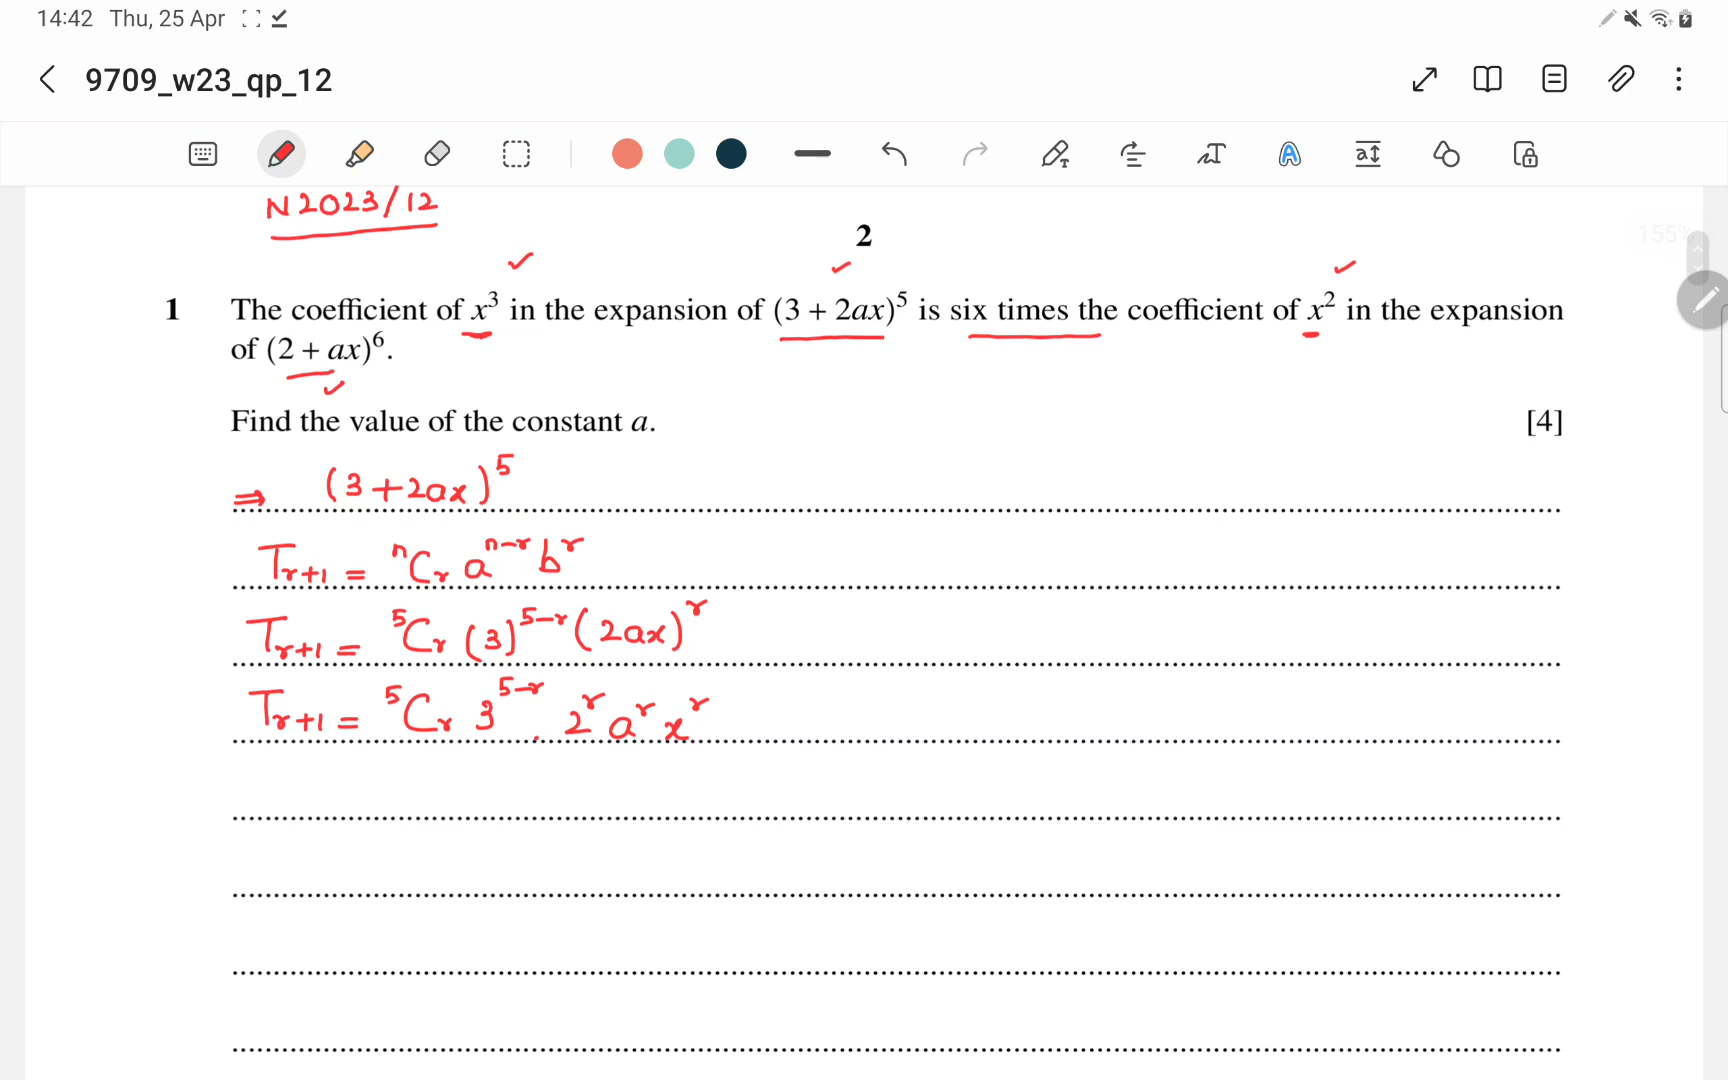 14:42 Thu, 25 Apr
9709_w23_qp_12
N2023/12
2
155%
1 The coefficient of x³ in the expansion of (3 + 2ax)⁵ is six times the coefficient of x² in the expansion
of (2 + ax)⁶.
Find the value of the constant a. [4]
⇒ (3+2ax)⁵
Tᵣ₊₁ = ⁿCᵣ aⁿ⁻ʳ bʳ
Tᵣ₊₁ = ⁵Cᵣ (3)⁵⁻ʳ (2ax)ʳ
Tᵣ₊₁ = ⁵Cᵣ 3⁵⁻ʳ . 2ʳ aʳ xʳ